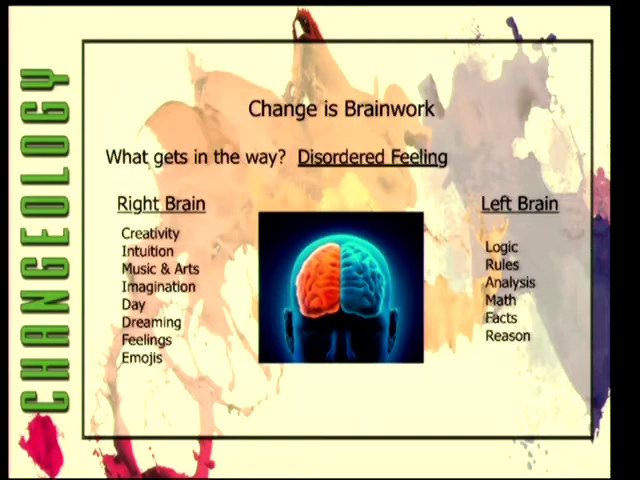 CHANGEOLOGY
Change is Brainwork
What gets in the way? Disordered Feeling
Right Brain
Creativity
Intuition
Music & Arts
Imagination
Day
Dreaming
Feelings
Emojis
Left Brain
Logic
Rules
Analysis
Math
Facts
Reason